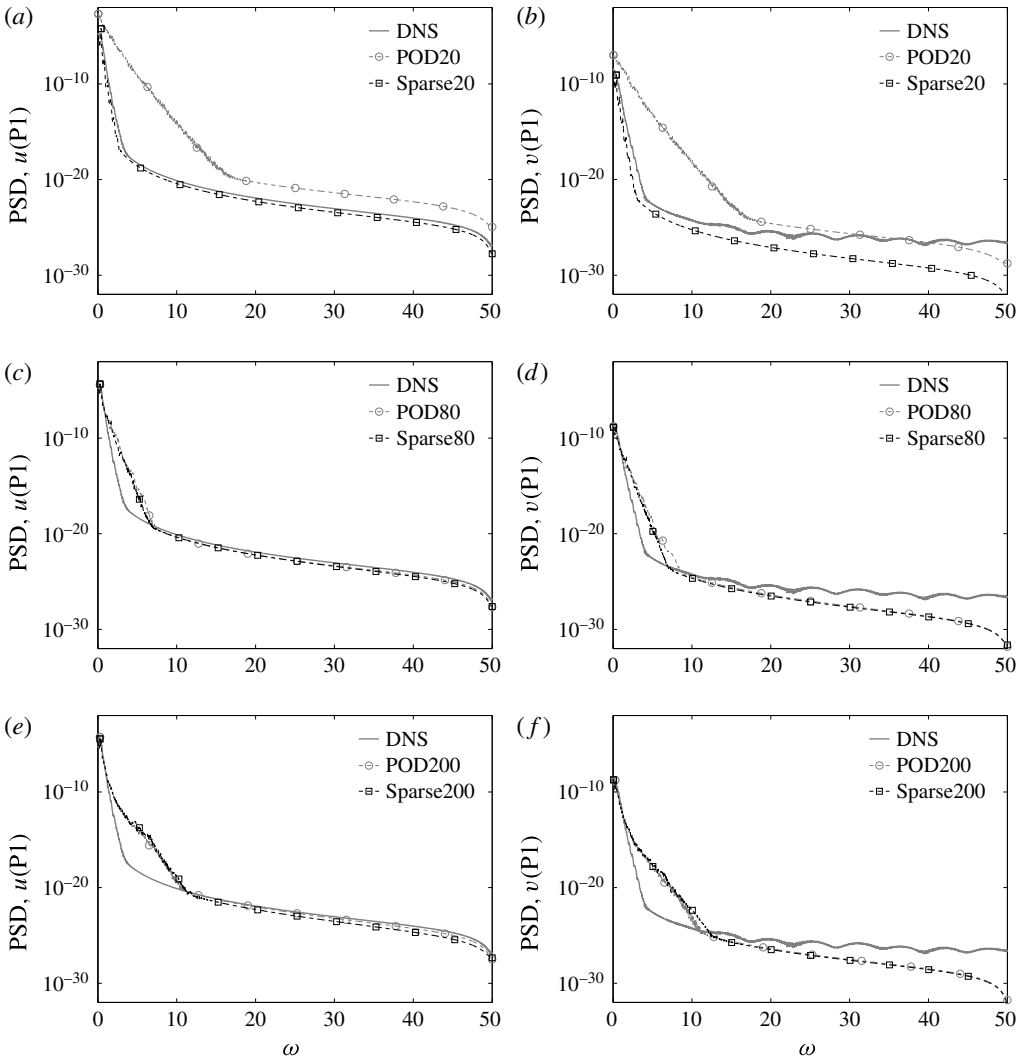 (a)
DNS
POD20
Sparse20
PSD, u(P1)
10⁻¹⁰
10⁻²⁰
10⁻³⁰
0 10 20 30 40 50
(b)
DNS
POD20
Sparse20
PSD, v(P1)
10⁻¹⁰
10⁻²⁰
10⁻³⁰
0 10 20 30 40 50
(c)
DNS
POD80
Sparse80
PSD, u(P1)
10⁻¹⁰
10⁻²⁰
10⁻³⁰
0 10 20 30 40 50
(d)
DNS
POD80
Sparse80
PSD, v(P1)
10⁻¹⁰
10⁻²⁰
10⁻³⁰
0 10 20 30 40 50
(e)
DNS
POD200
Sparse200
PSD, u(P1)
10⁻¹⁰
10⁻²⁰
10⁻³⁰
0 10 20 30 40 50
ω
(f)
DNS
POD200
Sparse200
PSD, v(P1)
10⁻¹⁰
10⁻²⁰
10⁻³⁰
0 10 20 30 40 50
ω